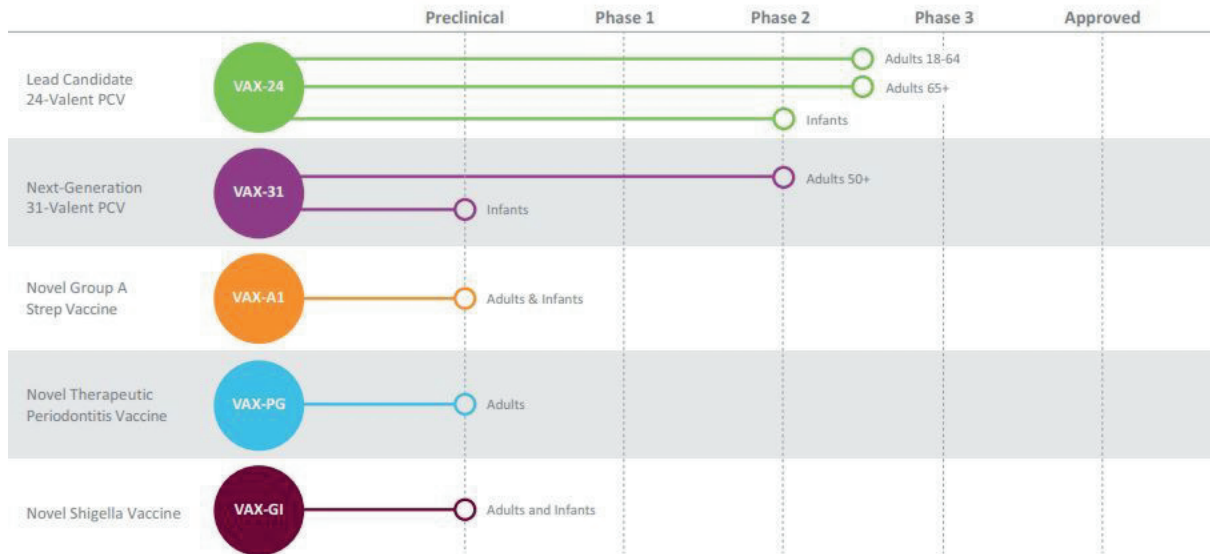 Preclinical Phase 1 Phase 2 Phase 3 Approved
Lead Candidate
24-Valent PCV
VAX-24
Adults 18-64
Adults 65+
Infants
Next-Generation
31-Valent PCV
VAX-31
Adults 50+
Infants
Novel Group A
Strep Vaccine
VAX-A1
Adults & Infants
Novel Therapeutic
Periodontitis Vaccine
VAX-PG
Adults
Novel Shigella Vaccine
VAX-GI
Adults and Infants